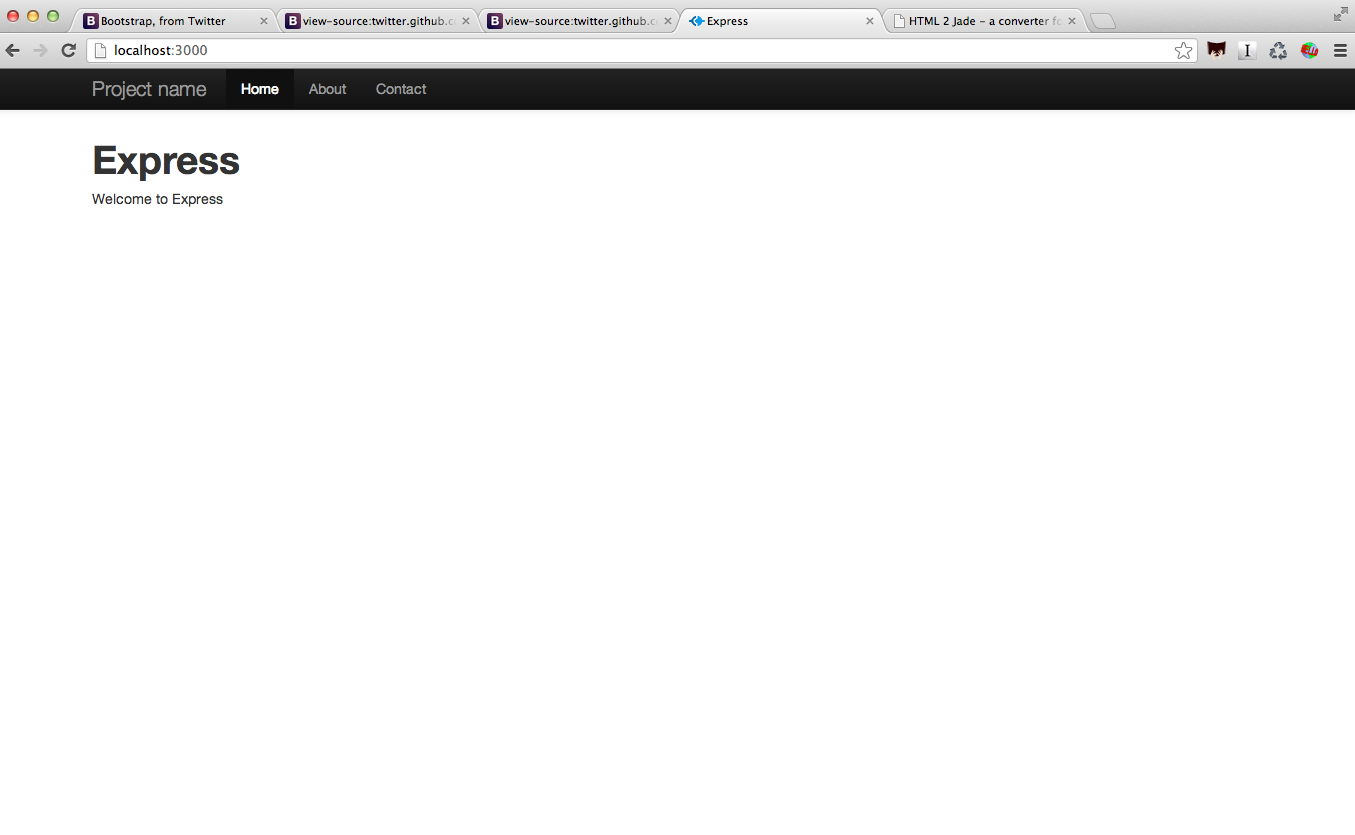 Bootstrap, from Twitter
view-source:twitter.github.c
view-source:twitter.github.c
Express
HTML 2 Jade – a converter fo
localhost:3000
Project name
Home
About
Contact
Express
Welcome to Express